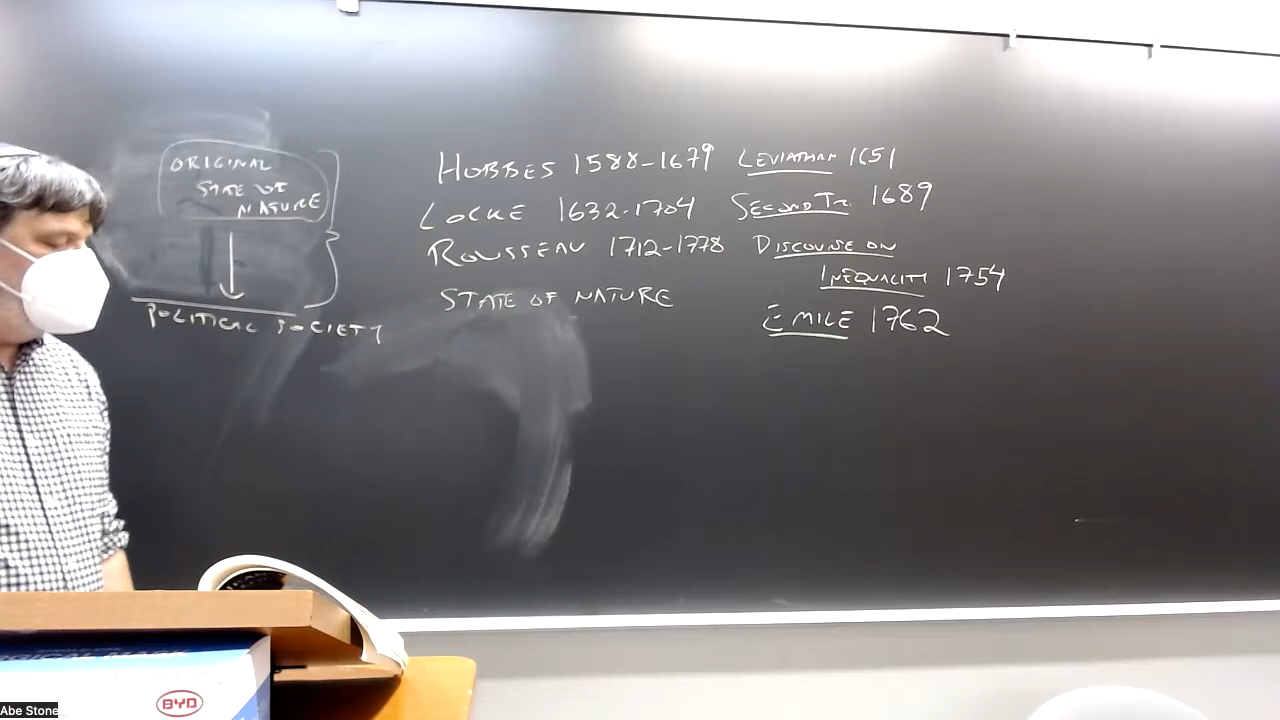 ORIGINAL
STATE OF
NATURE
POLITICAL SOCIETY
HOBBES 1588-1679 LEVIATHAN 1651
LOCKE 1632-1704 SECOND TR. 1689
ROUSSEAU 1712-1778 DISCOURSE ON
INEQUALITY 1754
STATE OF NATURE
EMILE 1762
BYD
Abe Stone